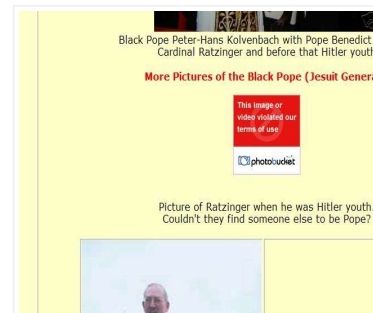 Black Pope Peter-Hans Kolvenbach with Pope Benedict
Cardinal Ratzinger and before that Hitler youth
More Pictures of the Black Pope (Jesuit Genera
This image or
video violated our
terms of use
photobucket
Picture of Ratzinger when he was Hitler youth.
Couldn't they find someone else to be Pope?